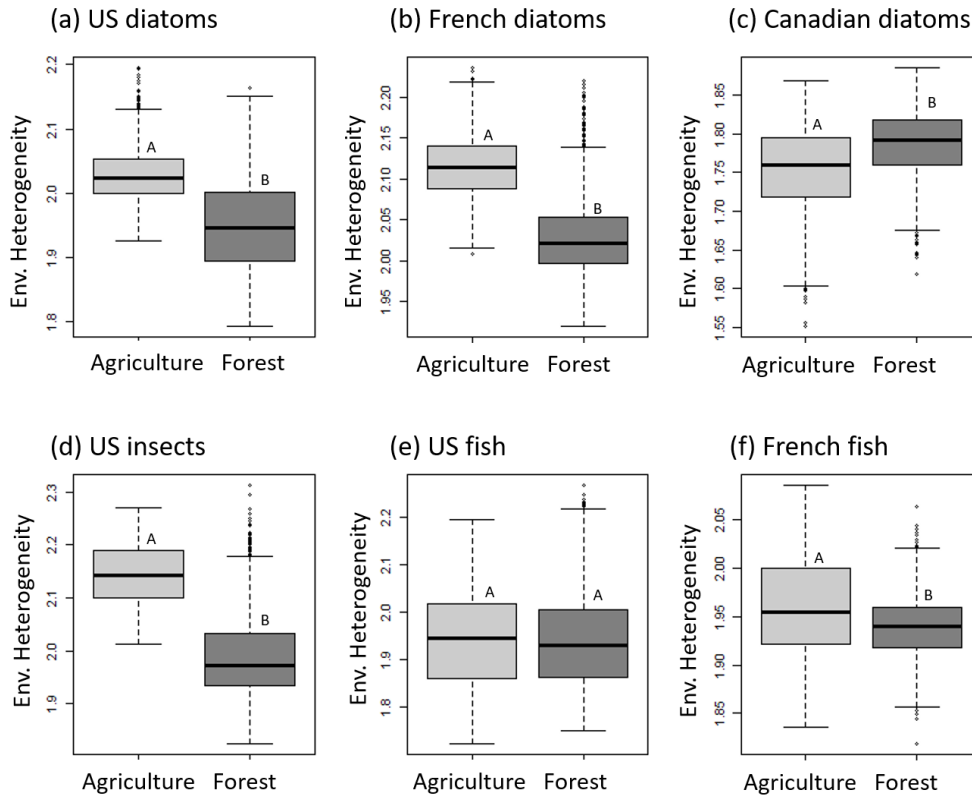 (a) US diatoms
(b) French diatoms
(c) Canadian diatoms
Env. Heterogeneity
2.2
2.1
2.0
1.9
1.8
A
B
Agriculture Forest
Env. Heterogeneity
2.20
2.15
2.10
2.05
2.00
1.95
A
B
Agriculture Forest
Env. Heterogeneity
1.85
1.80
1.75
1.70
1.65
1.60
1.55
A
B
Agriculture Forest
(d) US insects
(e) US fish
(f) French fish
Env. Heterogeneity
2.3
2.2
2.1
2.0
1.9
A
B
Agriculture Forest
Env. Heterogeneity
2.2
2.1
2.0
1.9
1.8
A
A
Agriculture Forest
Env. Heterogeneity
2.05
2.00
1.95
1.90
1.85
A
B
Agriculture Forest